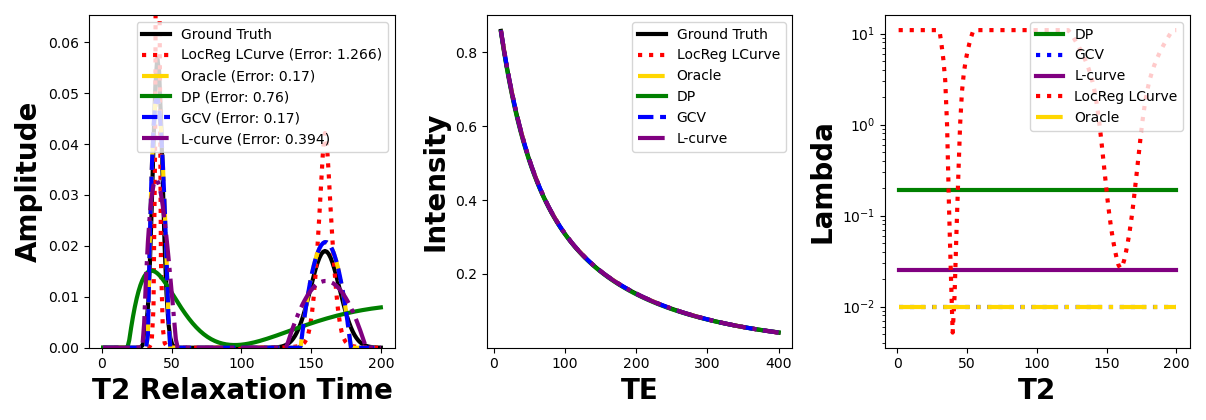 Amplitude
0.06
0.05
0.04
0.03
0.02
0.01
0.00
Ground Truth
LocReg LCurve (Error: 1.266)
Oracle (Error: 0.17)
DP (Error: 0.76)
GCV (Error: 0.17)
L-curve (Error: 0.394)
0 50 100 150 200
T2 Relaxation Time
Intensity
0.8
0.6
0.4
0.2
Ground Truth
LocReg LCurve
Oracle
DP
GCV
L-curve
0 100 200 300 400
TE
Lambda
10¹
10⁰
10⁻¹
10⁻²
DP
GCV
L-curve
LocReg LCurve
Oracle
0 50 100 150 200
T2